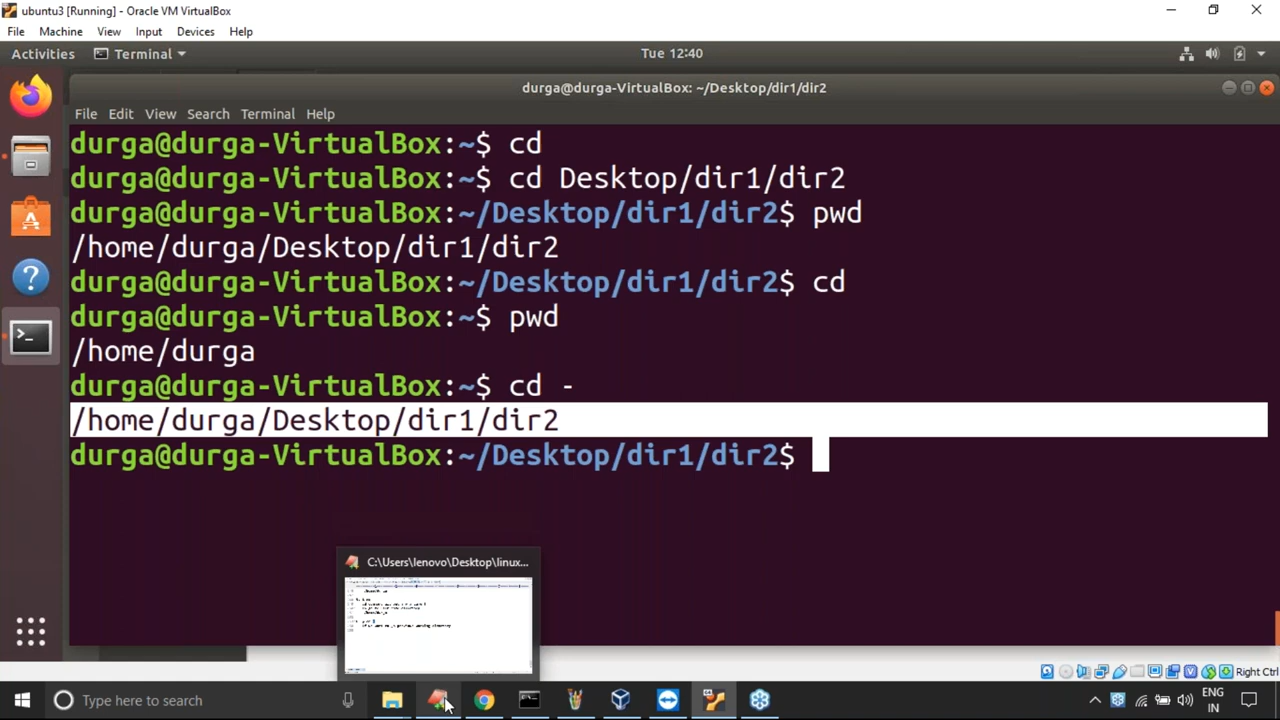 ubuntu3 [Running] - Oracle VM VirtualBox
File Machine View Input Devices Help
Activities Terminal Tue 12:40
durga@durga-VirtualBox: ~/Desktop/dir1/dir2
File Edit View Search Terminal Help
durga@durga-VirtualBox:~$ cd
durga@durga-VirtualBox:~$ cd Desktop/dir1/dir2
durga@durga-VirtualBox:~/Desktop/dir1/dir2$ pwd
/home/durga/Desktop/dir1/dir2
durga@durga-VirtualBox:~/Desktop/dir1/dir2$ cd
durga@durga-VirtualBox:~$ pwd
/home/durga
durga@durga-VirtualBox:~$ cd -
/home/durga/Desktop/dir1/dir2
durga@durga-VirtualBox:~/Desktop/dir1/dir2$
C:\Users\lenovo\Desktop\linux...
Right Ctrl
Type here to search
ENG
IN